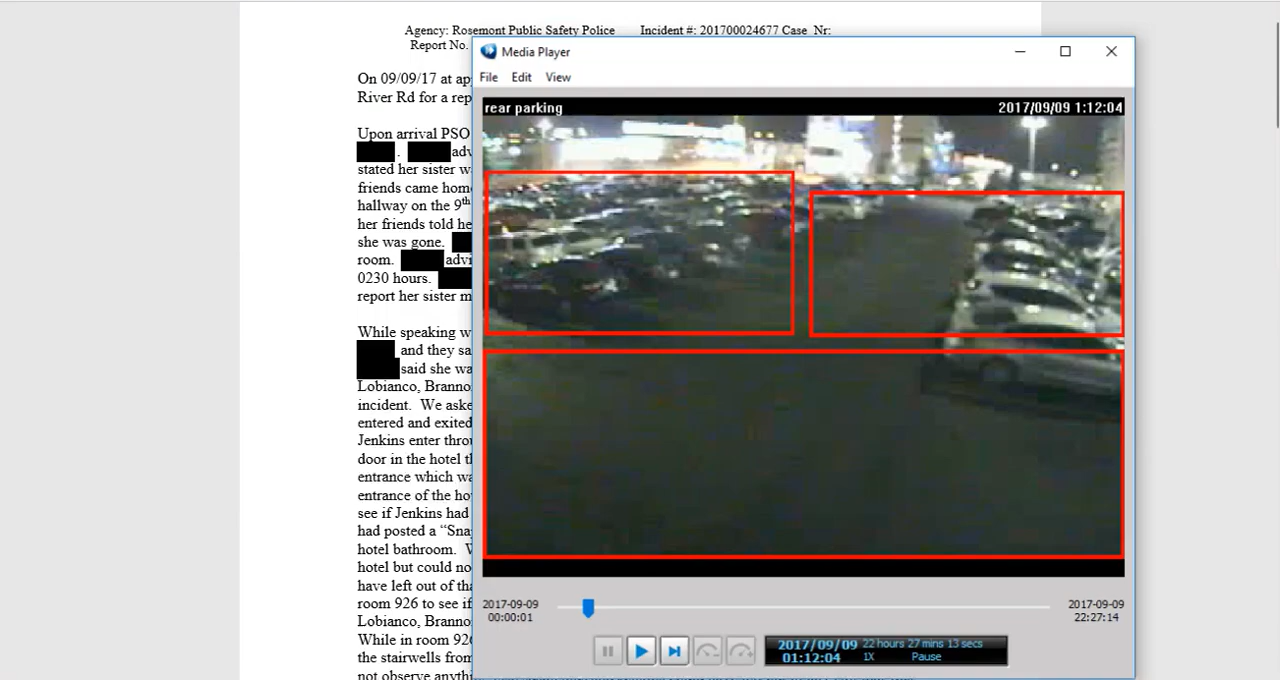 Agency: Rosemont Public Safety Police Incident #: 201700024677 Case Nr:
Report No.
On 09/09/17 at
River Rd for a rep
Upon arrival PSO
. adv
stated her sister
friends came hom
hallway on the 9th
her friends told he
she was gone.
room. advi
0230 hours.
report her sister m
While speaking w
and they sa
said she wa
Lobianco, Branno
incident. We aske
entered and exited
Jenkins enter throu
door in the hotel th
entrance which wa
entrance of the ho
see if Jenkins had
had posted a “Sna
hotel bathroom.
hotel but could no
have left out of tha
room 926 to see if
Lobianco, Branno
While in room 926
the stairwells from
not observe anythi
Media Player
File Edit View
rear parking 2017/09/09 1:12:04
2017-09-09
00:00:01
2017-09-09
22:27:14
2017/09/09 22 hours 27 mins 13 secs
01:12:04 1X Pause